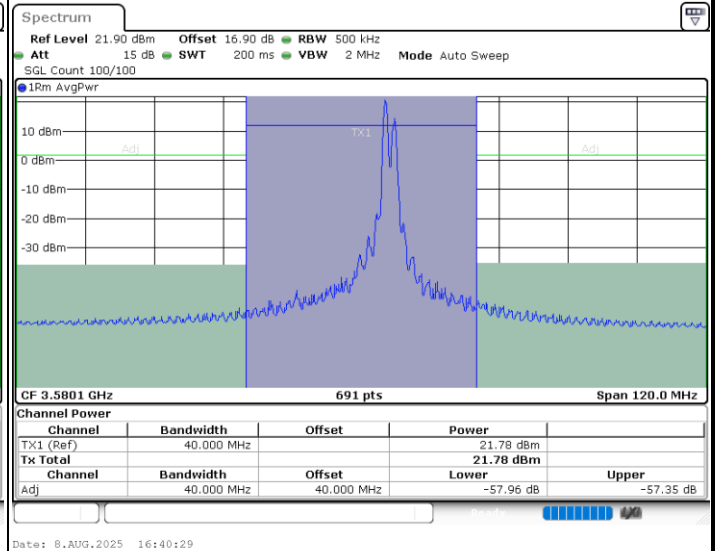 Spectrum
Ref Level 21.90 dBm Offset 16.90 dB RBW 500 kHz
Att 15 dB SWT 200 ms VBW 2 MHz Mode Auto Sweep
SGL Count 100/100
1Rm AvgPwr
10 dBm
TX1
Adj Adj
0 dBm
-10 dBm
-20 dBm
-30 dBm
CF 3.5801 GHz 691 pts Span 120.0 MHz
Channel Power
Channel Bandwidth Offset Power
TX1 (Ref) 40.000 MHz 21.78 dBm
Tx Total 21.78 dBm
Channel Bandwidth Offset Lower Upper
Adj 40.000 MHz 40.000 MHz -57.96 dB -57.35 dB
Ready
Date: 8.AUG.2025 16:40:29